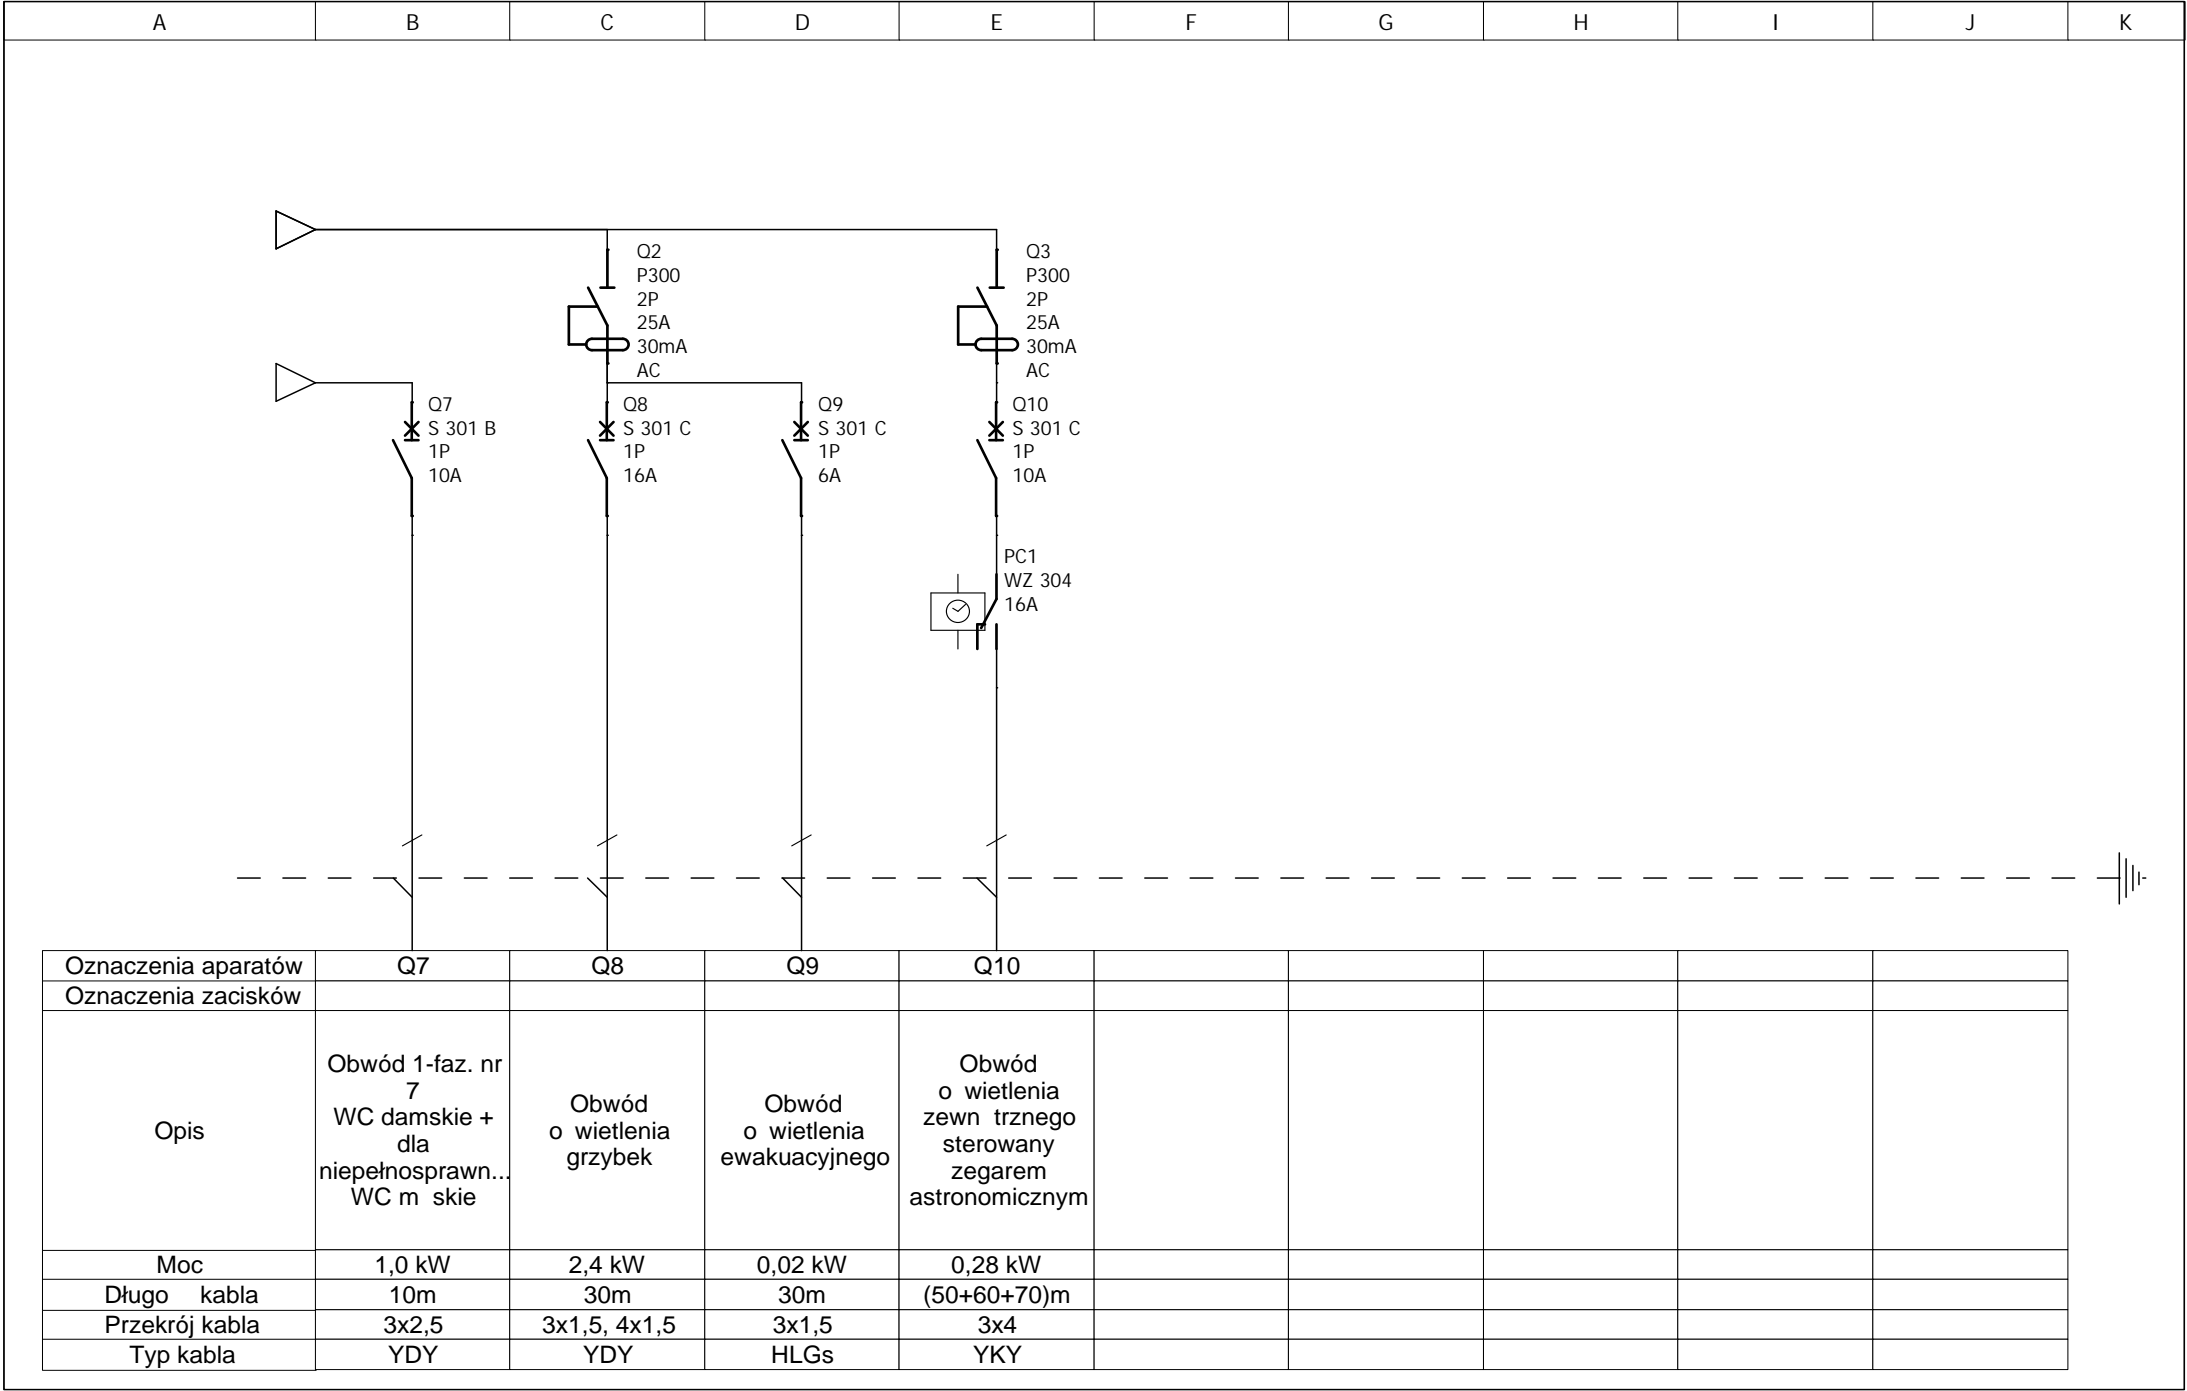 A B C D E F G H I J K
Q2
P300
2P
25A
30mA
AC
Q3
P300
2P
25A
30mA
AC
Q7
S 301 B
1P
10A
Q8
S 301 C
1P
16A
Q9
S 301 C
1P
6A
Q10
S 301 C
1P
10A
PC1
WZ 304
16A
Oznaczenia aparatów Q7 Q8 Q9 Q10
Oznaczenia zacisków
Opis
Obwód 1-faz. nr
7
WC damskie +
dla
niepełnosprawn...
WC m skie
Obwód
o wietlenia
grzybek
Obwód
o wietlenia
ewakuacyjnego
Obwód
o wietlenia
zewn trznego
sterowany
zegarem
astronomicznym
Moc 1,0 kW 2,4 kW 0,02 kW 0,28 kW
Długo kabla 10m 30m 30m (50+60+70)m
Przekrój kabla 3x2,5 3x1,5, 4x1,5 3x1,5 3x4
Typ kabla YDY YDY HLGs YKY